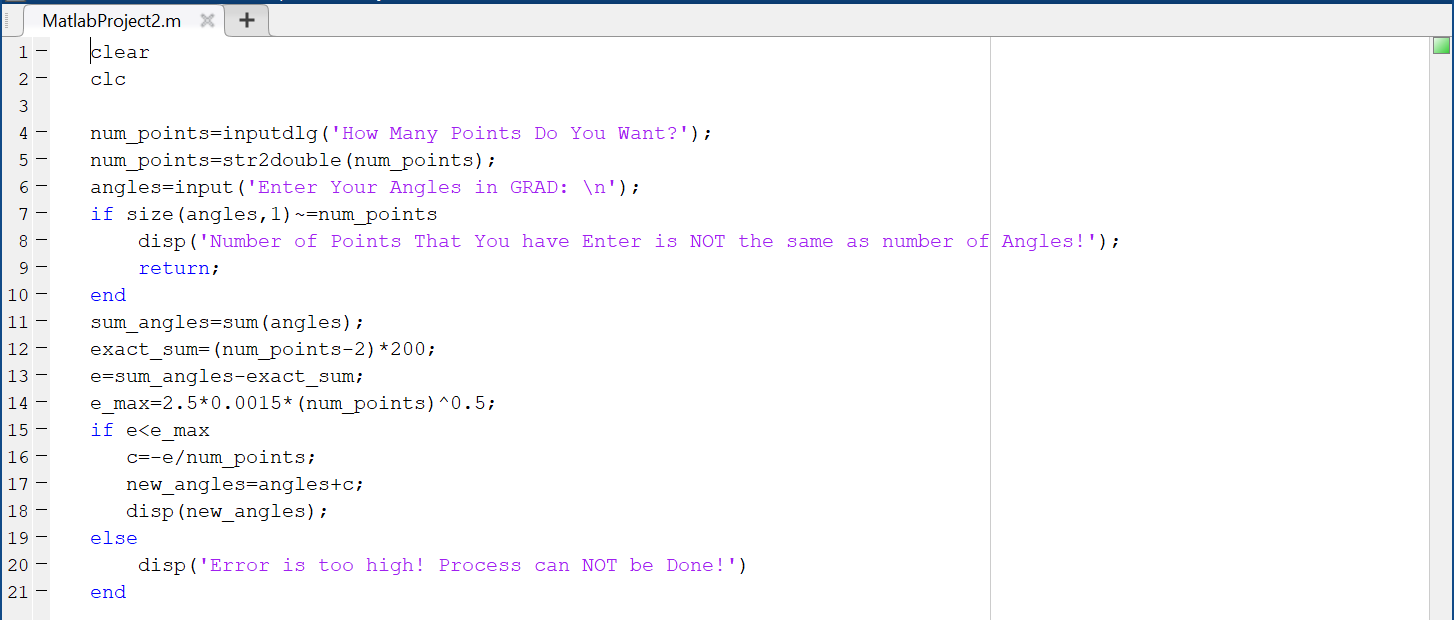 MatlabProject2.m
1 clear
2 clc
3
4 num_points=inputdlg('How Many Points Do You Want?');
5 num_points=str2double(num_points);
6 angles=input('Enter Your Angles in GRAD: \n');
7 if size(angles,1)~=num_points
8 disp('Number of Points That You have Enter is NOT the same as number of Angles!');
9 return;
10 end
11 sum_angles=sum(angles);
12 exact_sum=(num_points-2)*200;
13 e=sum_angles-exact_sum;
14 e_max=2.5*0.0015*(num_points)^0.5;
15 if e<e_max
16 c=-e/num_points;
17 new_angles=angles+c;
18 disp(new_angles);
19 else
20 disp('Error is too high! Process can NOT be Done!')
21 end